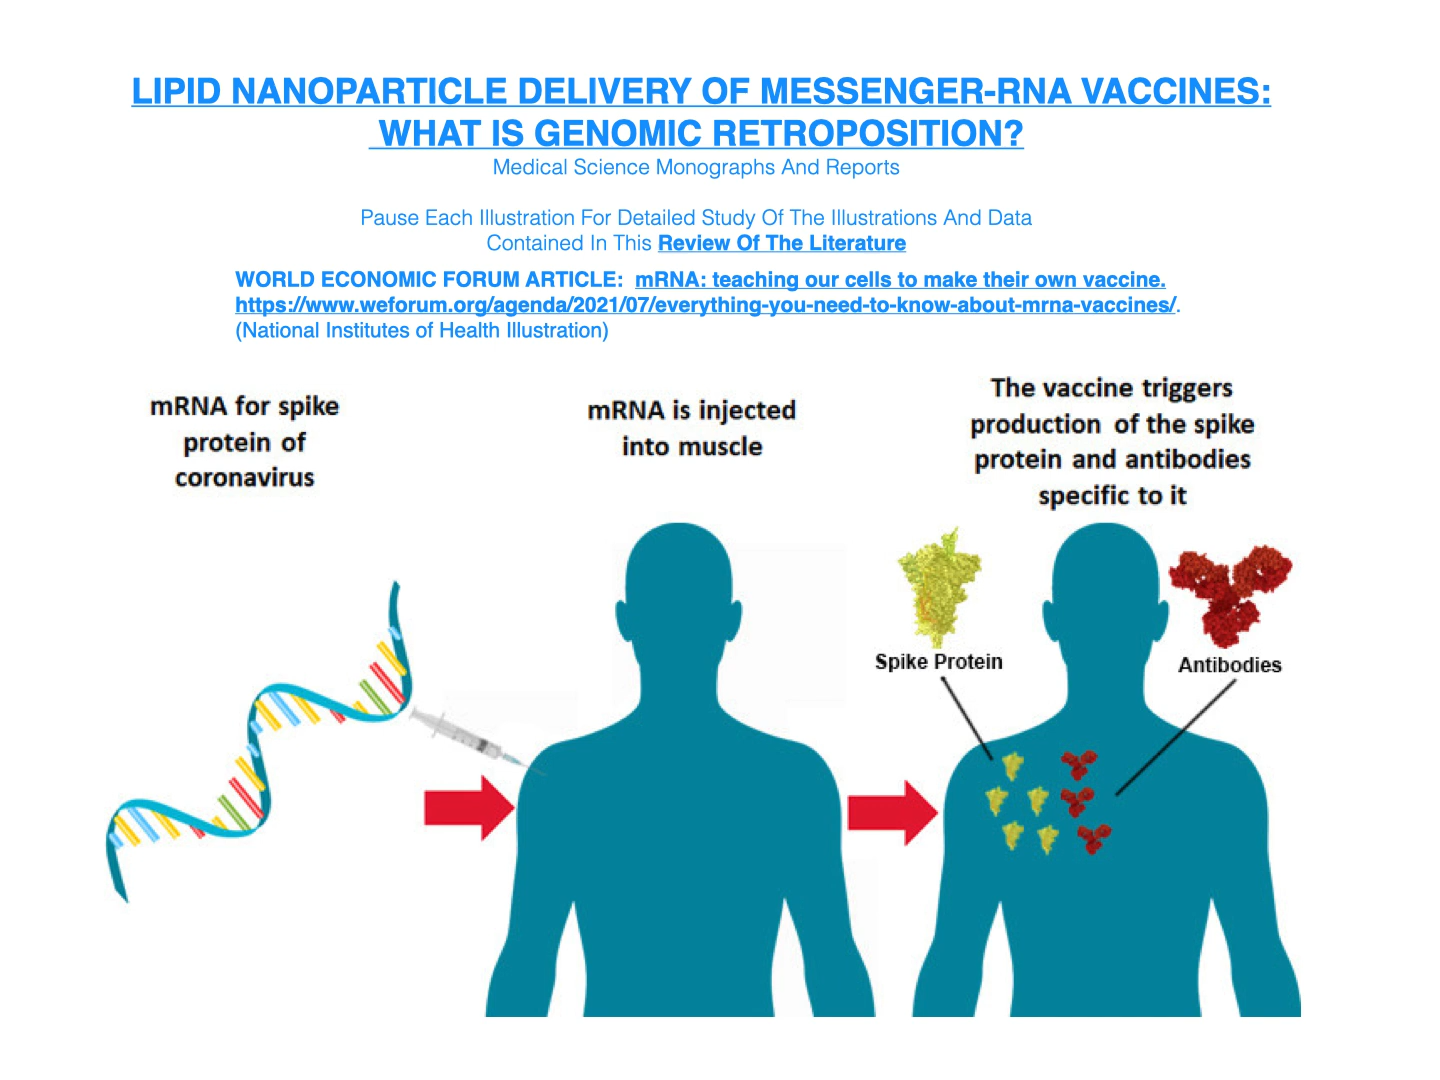 LIPID NANOPARTICLE DELIVERY OF MESSENGER-RNA VACCINES:
WHAT IS GENOMIC RETROPOSITION?
Medical Science Monographs And Reports
Pause Each Illustration For Detailed Study Of The Illustrations And Data
Contained In This Review Of The Literature
WORLD ECONOMIC FORUM ARTICLE: mRNA: teaching our cells to make their own vaccine.
https://www.weforum.org/agenda/2021/07/everything-you-need-to-know-about-mrna-vaccines/.
(National Institutes of Health Illustration)
mRNA for spike
protein of
coronavirus
mRNA is injected
into muscle
The vaccine triggers
production of the spike
protein and antibodies
specific to it
Spike Protein
Antibodies